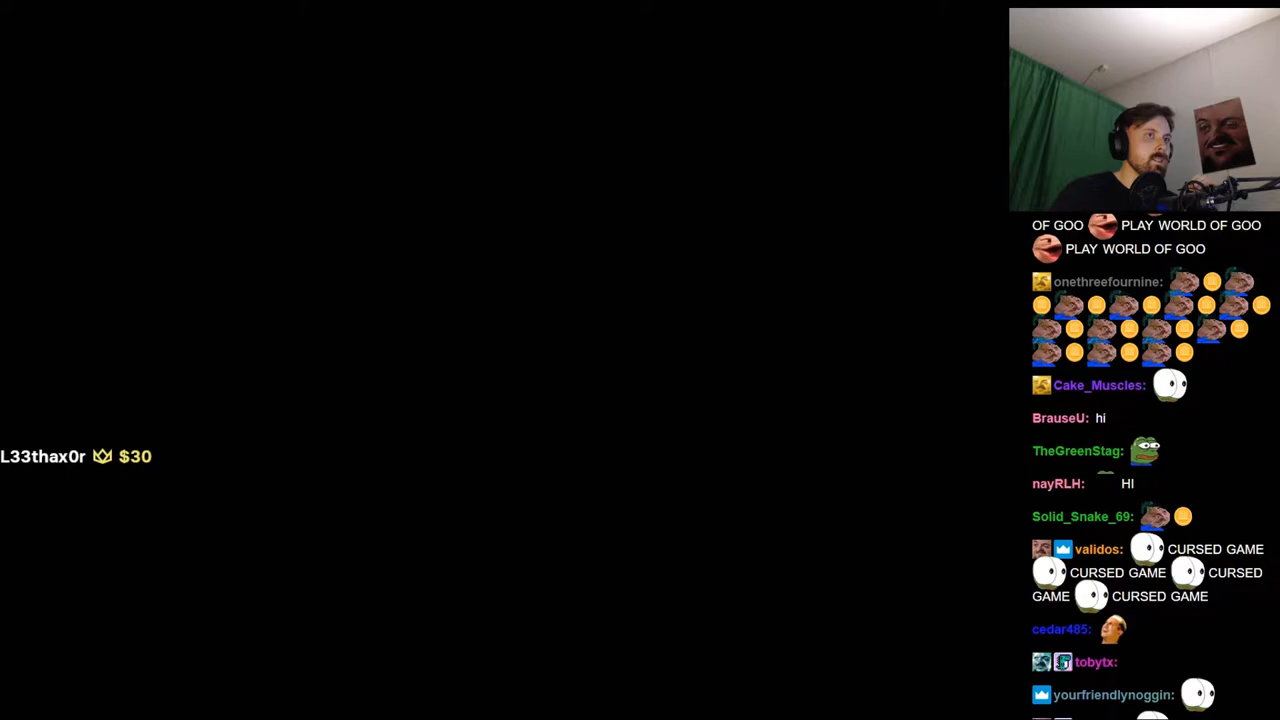 OF GOO PLAY WORLD OF GOO
PLAY WORLD OF GOO
onethreefournine:
Cake_Muscles:
BrauseU: hi
TheGreenStag:
L33thax0r $30
nayRLH: HI
Solid_Snake_69:
validos: CURSED GAME
CURSED GAME CURSED
GAME CURSED GAME
cedar485:
tobytx:
yourfriendlynoggin: